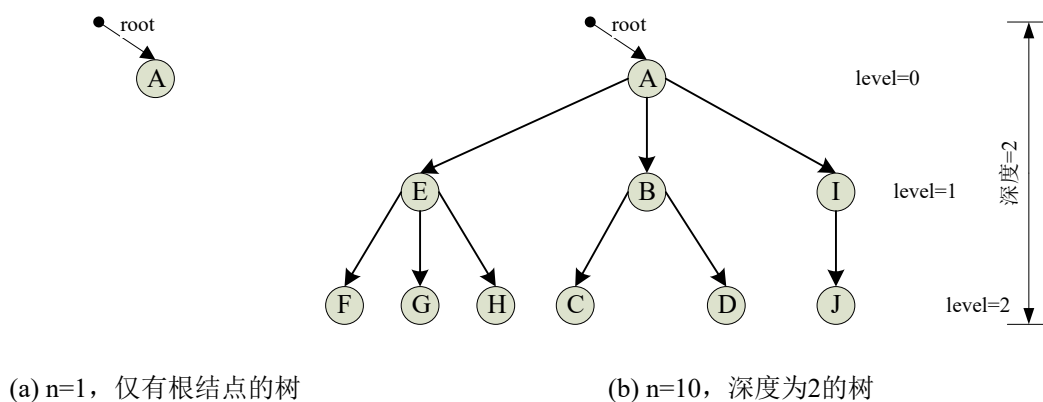 root
A
root
A
level=0
E
B
I
level=1
深度=2
F
G
H
C
D
J
level=2
(a) n=1，仅有根结点的树
(b) n=10，深度为2的树